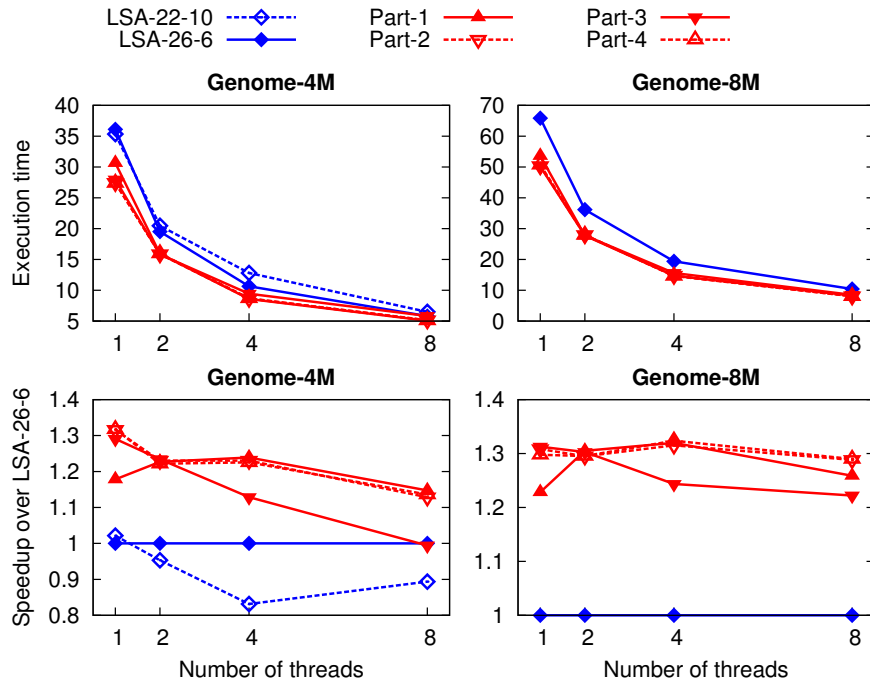 LSA-22-10 Part-1 Part-3
LSA-26-6 Part-2 Part-4
Genome-4M Genome-8M
Execution time
40
35
30
25
20
15
10
5
1 2 4 8
70
60
50
40
30
20
10
0
1 2 4 8
Genome-4M Genome-8M
Speedup over LSA-26-6
1.4
1.3
1.2
1.1
1
0.9
0.8
1 2 4 8
Number of threads
1.4
1.3
1.2
1.1
1
1 2 4 8
Number of threads